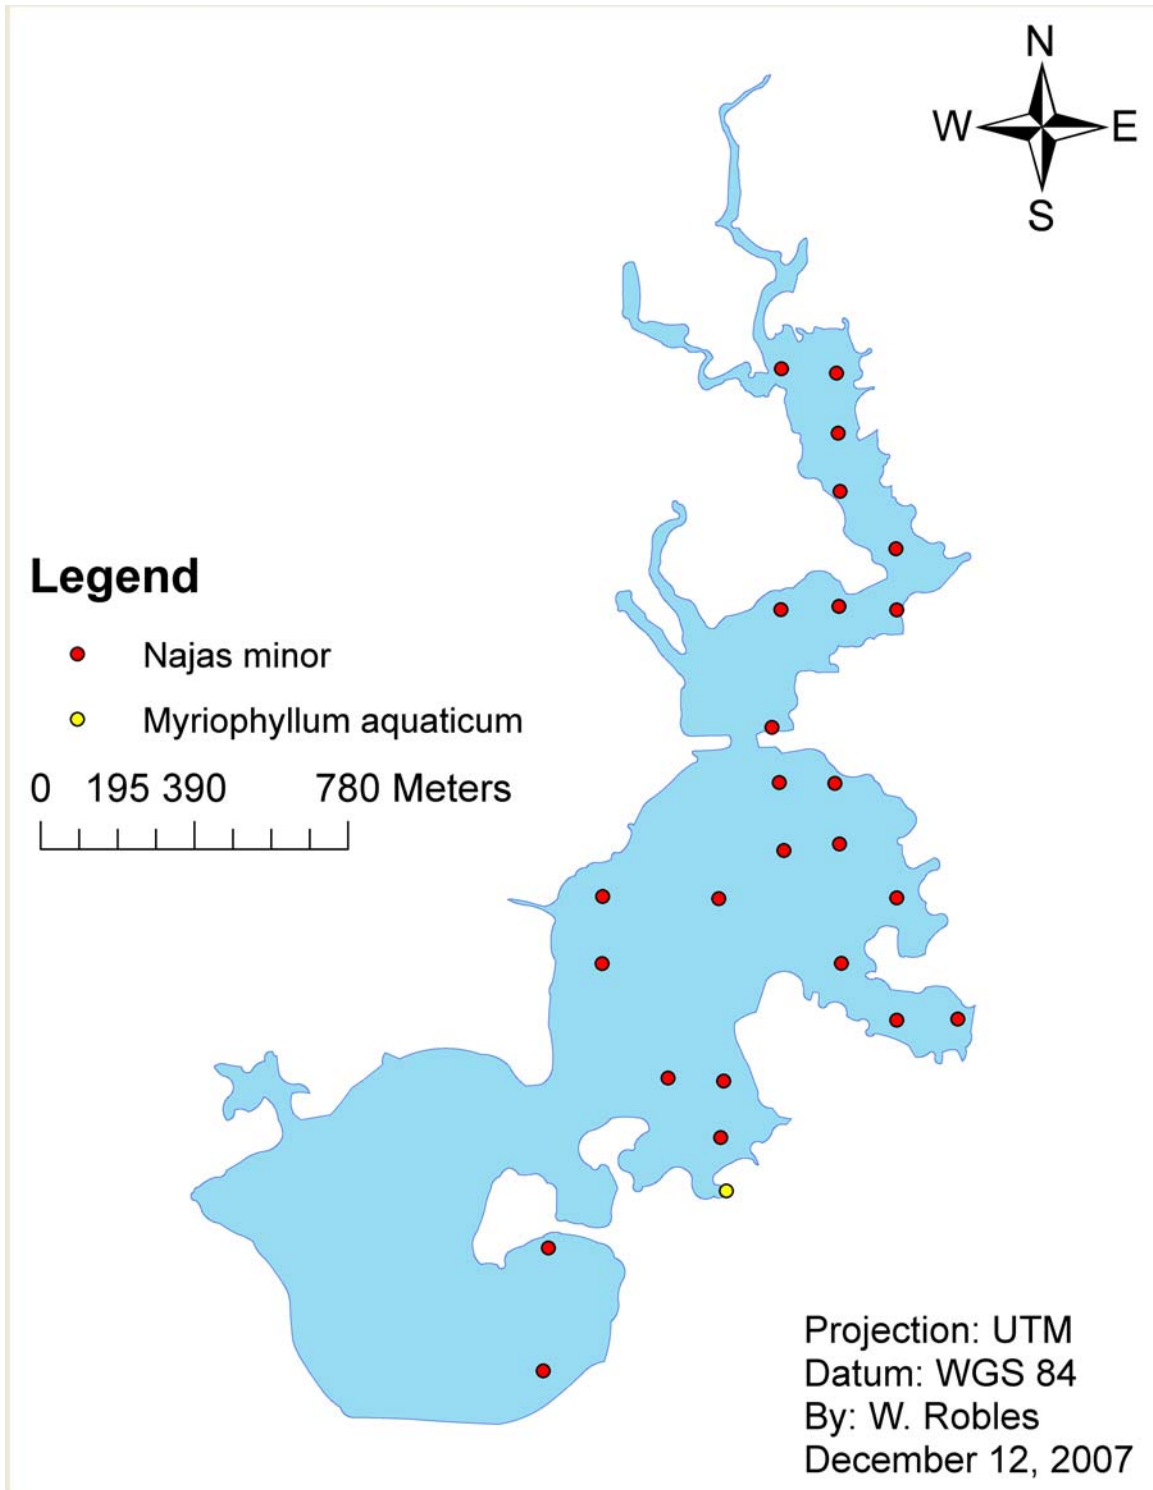 N
W E
S
Legend
Najas minor
Myriophyllum aquaticum
0 195 390 780 Meters
Projection: UTM
Datum: WGS 84
By: W. Robles
December 12, 2007